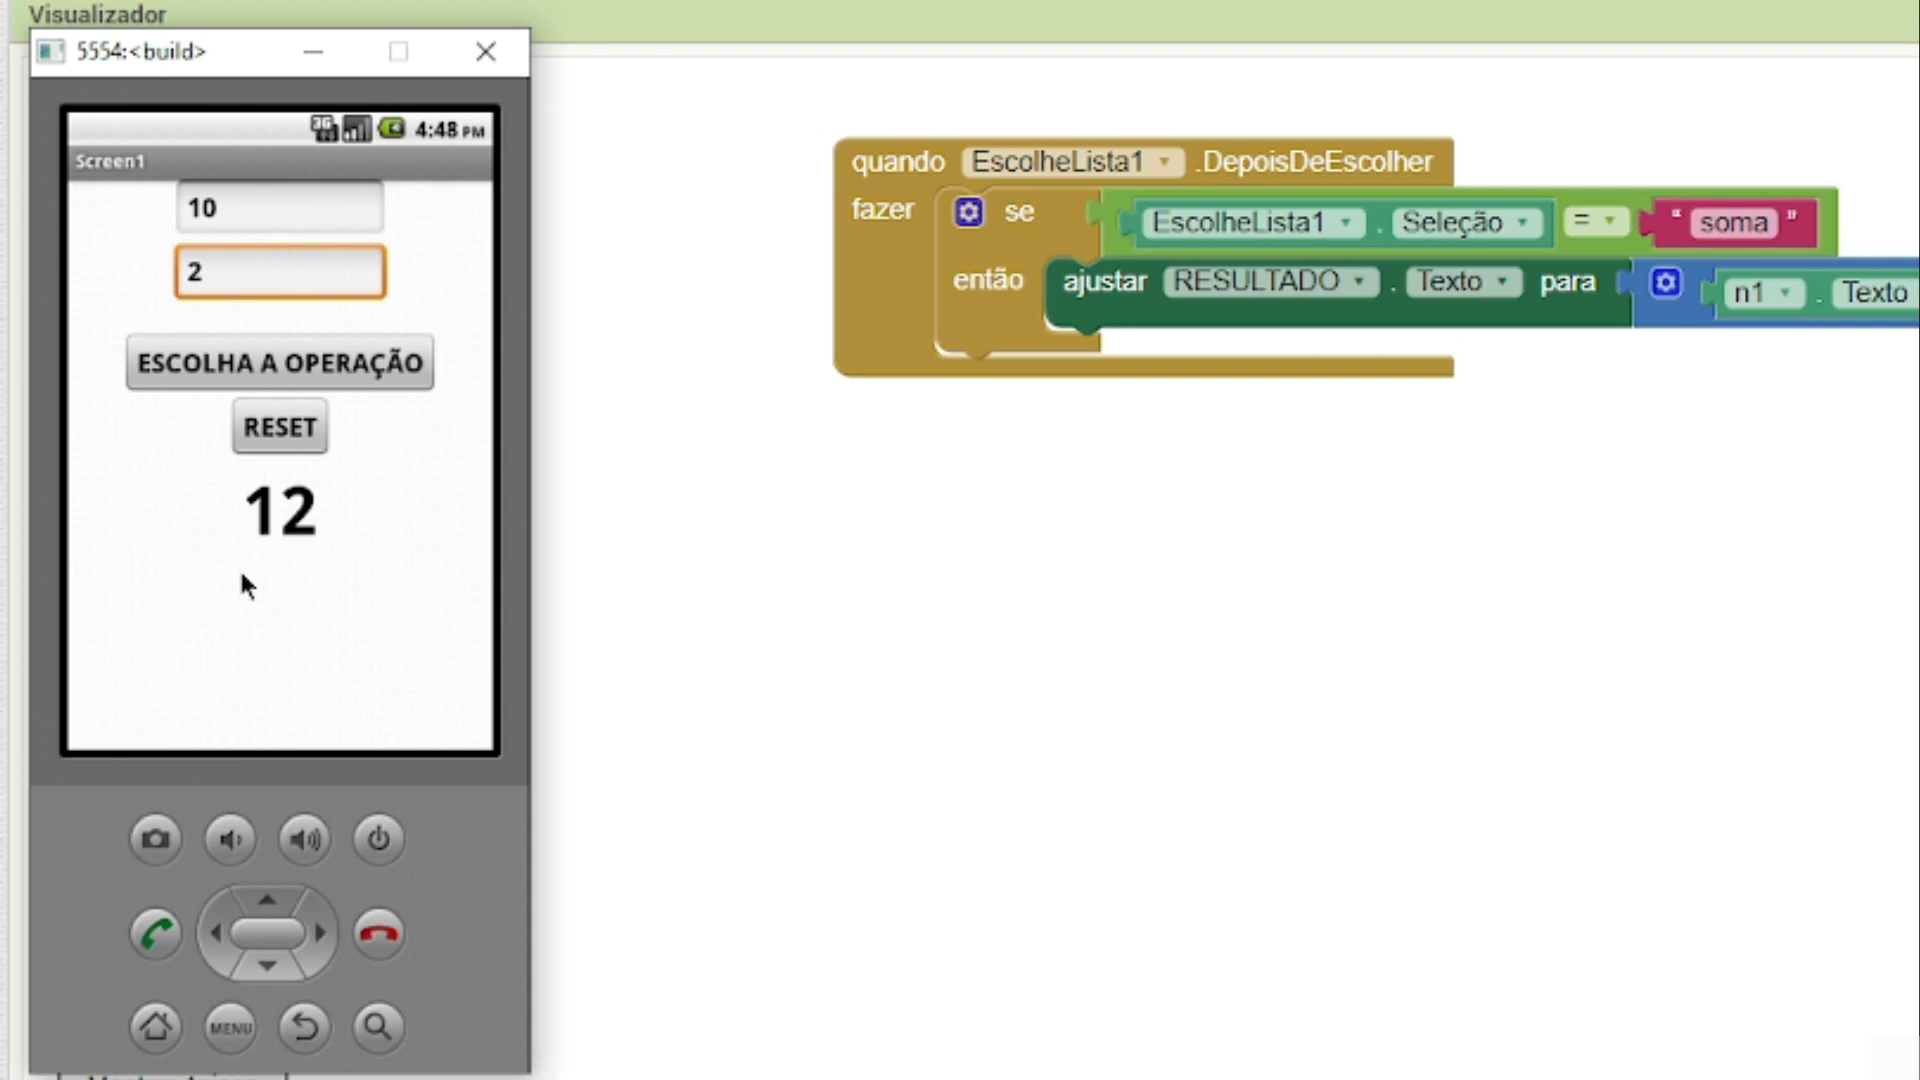 Visualizador
5554:<build>
4:48 PM
Screen1
10
2
ESCOLHA A OPERAÇÃO
RESET
12
MENU
quando EscolheLista1 .DepoisDeEscolher
fazer se EscolheLista1 . Seleção = “ soma ”
então ajustar RESULTADO . Texto para n1 . Texto